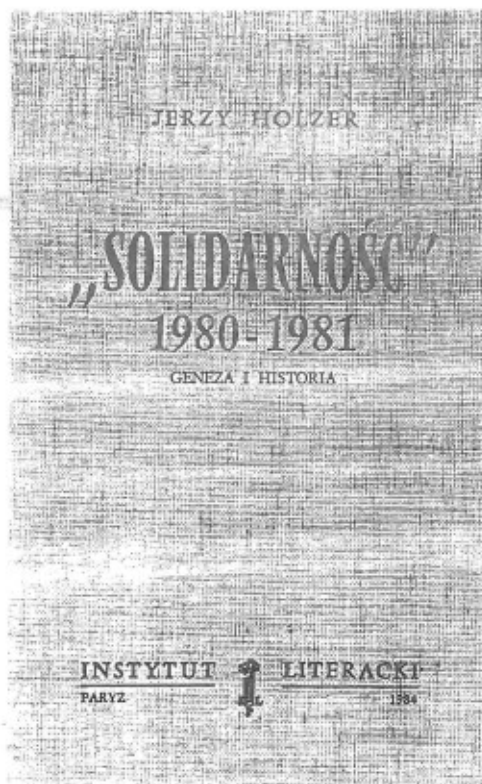 JERZY HOLZER
„SOLIDARNOŚĆ”
1980-1981
GENEZA I HISTORIA
INSTYTUT LITERACKI
PARYŻ 1984